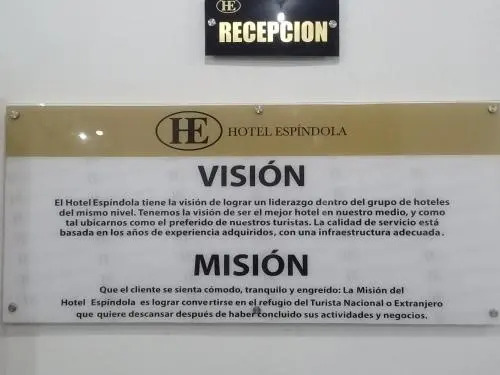 HE
RECEPCION
HE HOTEL ESPÍNDOLA
VISIÓN
El Hotel Espíndola tiene la visión de lograr un liderazgo dentro del grupo de hoteles
del mismo nivel. Tenemos la visión de ser el mejor hotel en nuestro medio, y como
tal ubicarnos como el preferido de nuestros turistas. La calidad de servicio está
basada en los años de experiencia adquiridos, con una infraestructura adecuada.
MISIÓN
Que el cliente se sienta cómodo, tranquilo y engreído: La Misión del
Hotel Espíndola es lograr convertirse en el refugio del Turista Nacional o Extranjero
que quiere descansar después de haber concluido sus actividades y negocios.